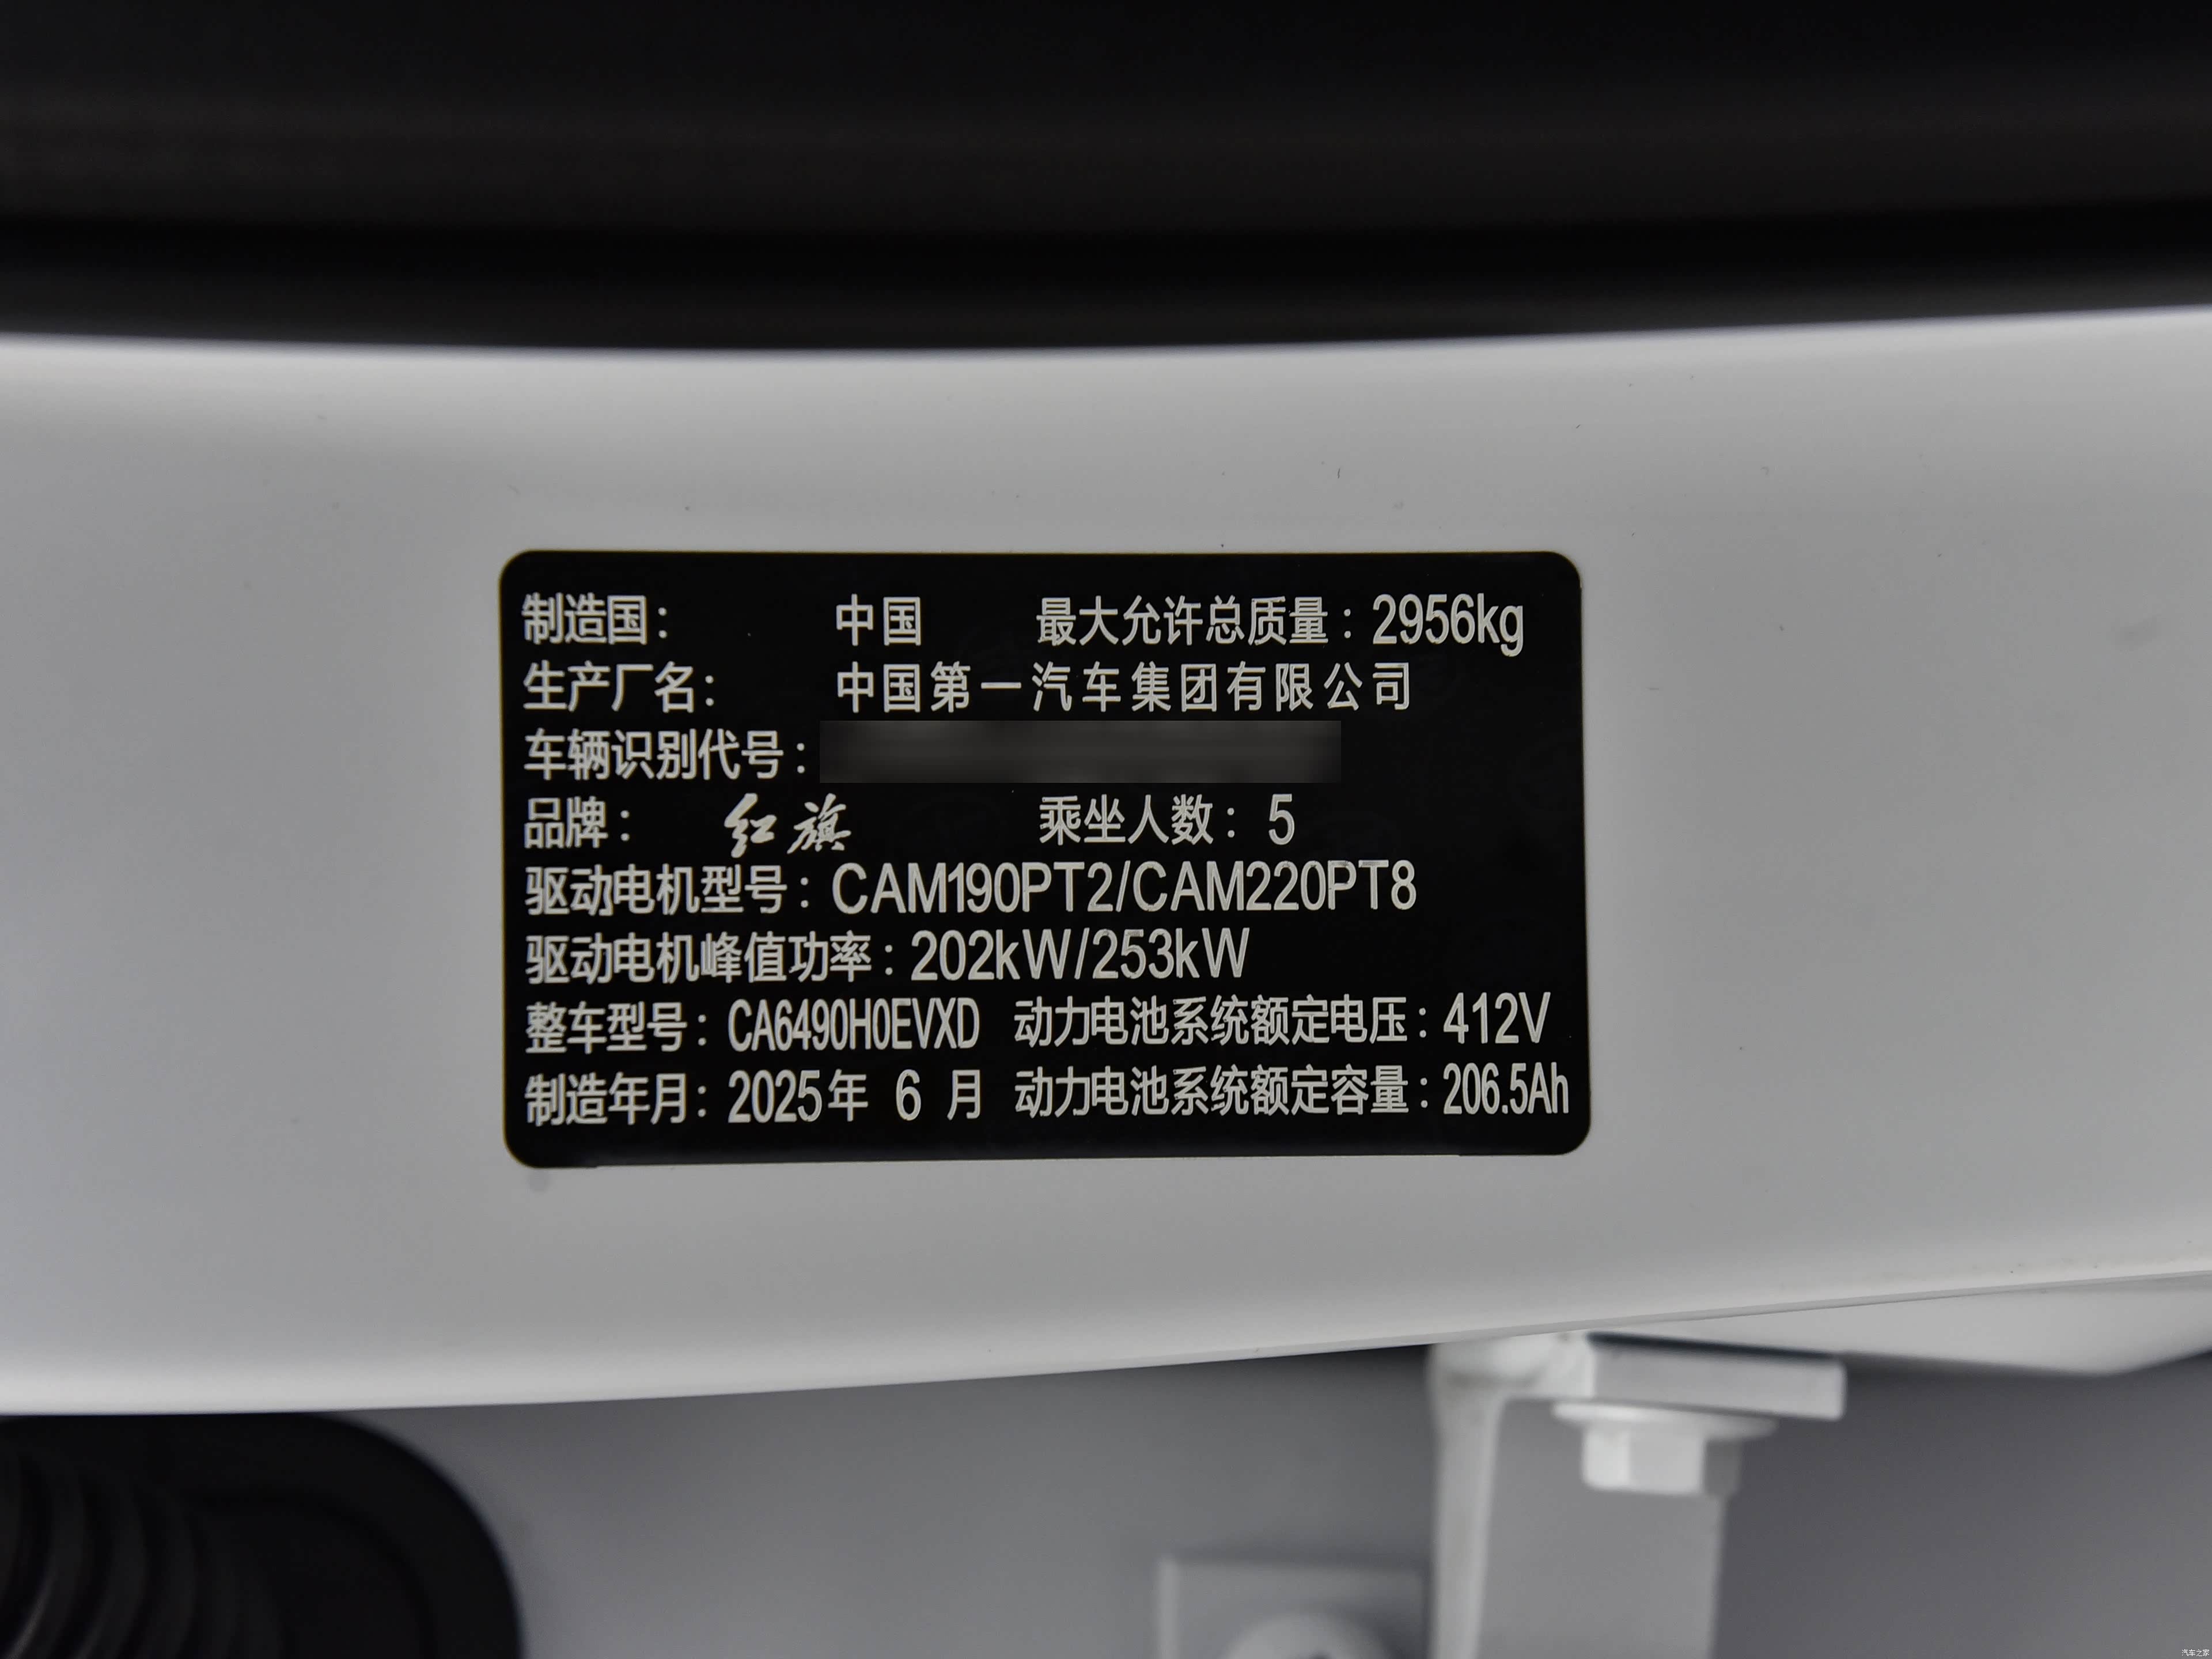 制造国： 中国 最大允许总质量：2956kg
生产厂名： 中国第一汽车集团有限公司
车辆识别代号：
品牌： 红旗 乘坐人数：5
驱动电机型号：CAM190PT2/CAM220PT8
驱动电机峰值功率：202kW/253kW
整车型号：CA6490H0EVXD 动力电池系统额定电压：412V
制造年月：2025年 6 月 动力电池系统额定容量：206.5Ah
汽车之家